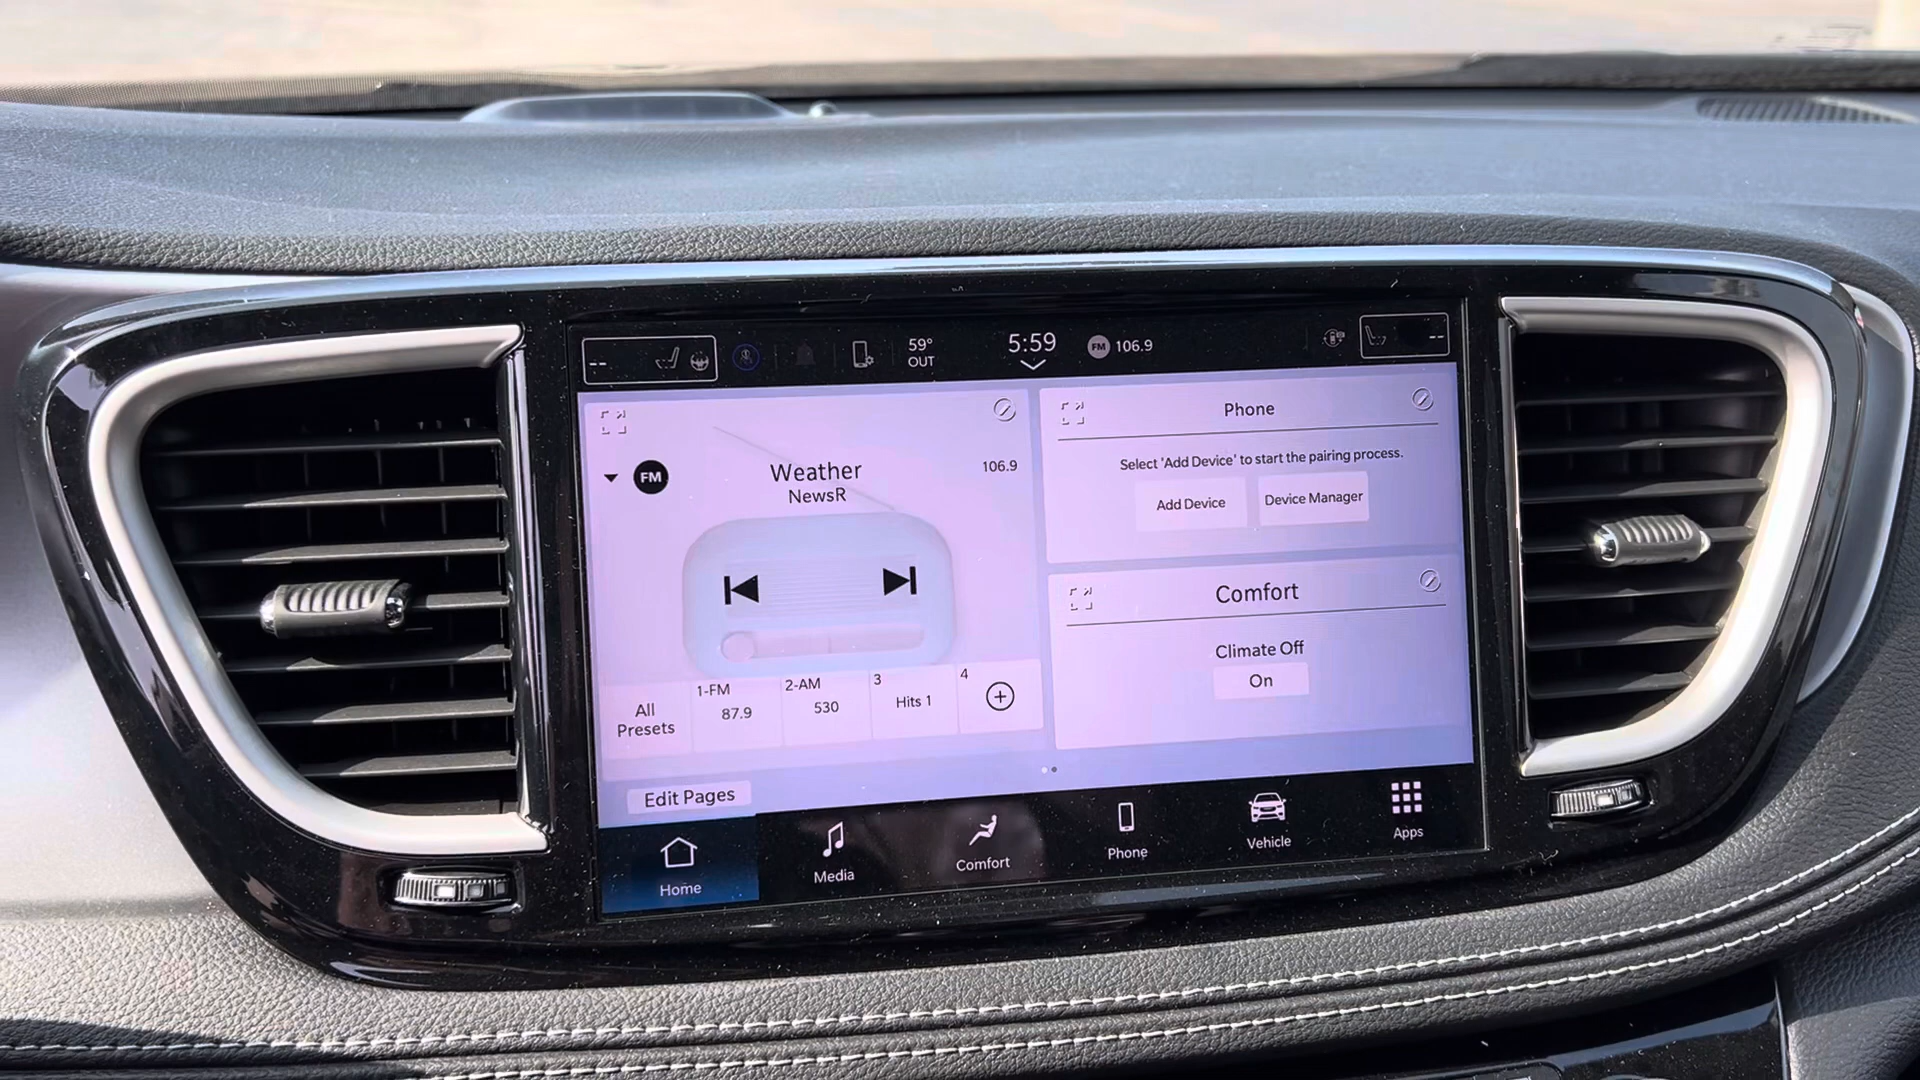 --
59°
OUT
5:59
FM 106.9
--
FM
Weather
NewsR
106.9
All
Presets
1-FM
87.9
2-AM
530
3
Hits 1
4
Edit Pages
Phone
Select 'Add Device' to start the pairing process.
Add Device
Device Manager
Comfort
Climate Off
On
Home
Media
Comfort
Phone
Vehicle
Apps